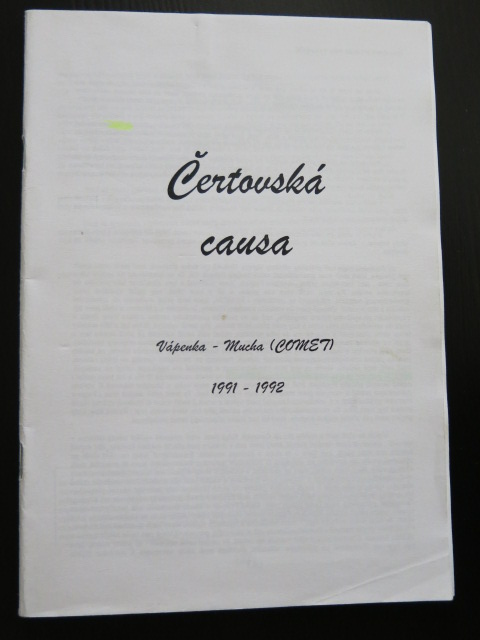 Čertovská
causa
Vápenka - Mucha (COMET)
1991 - 1992